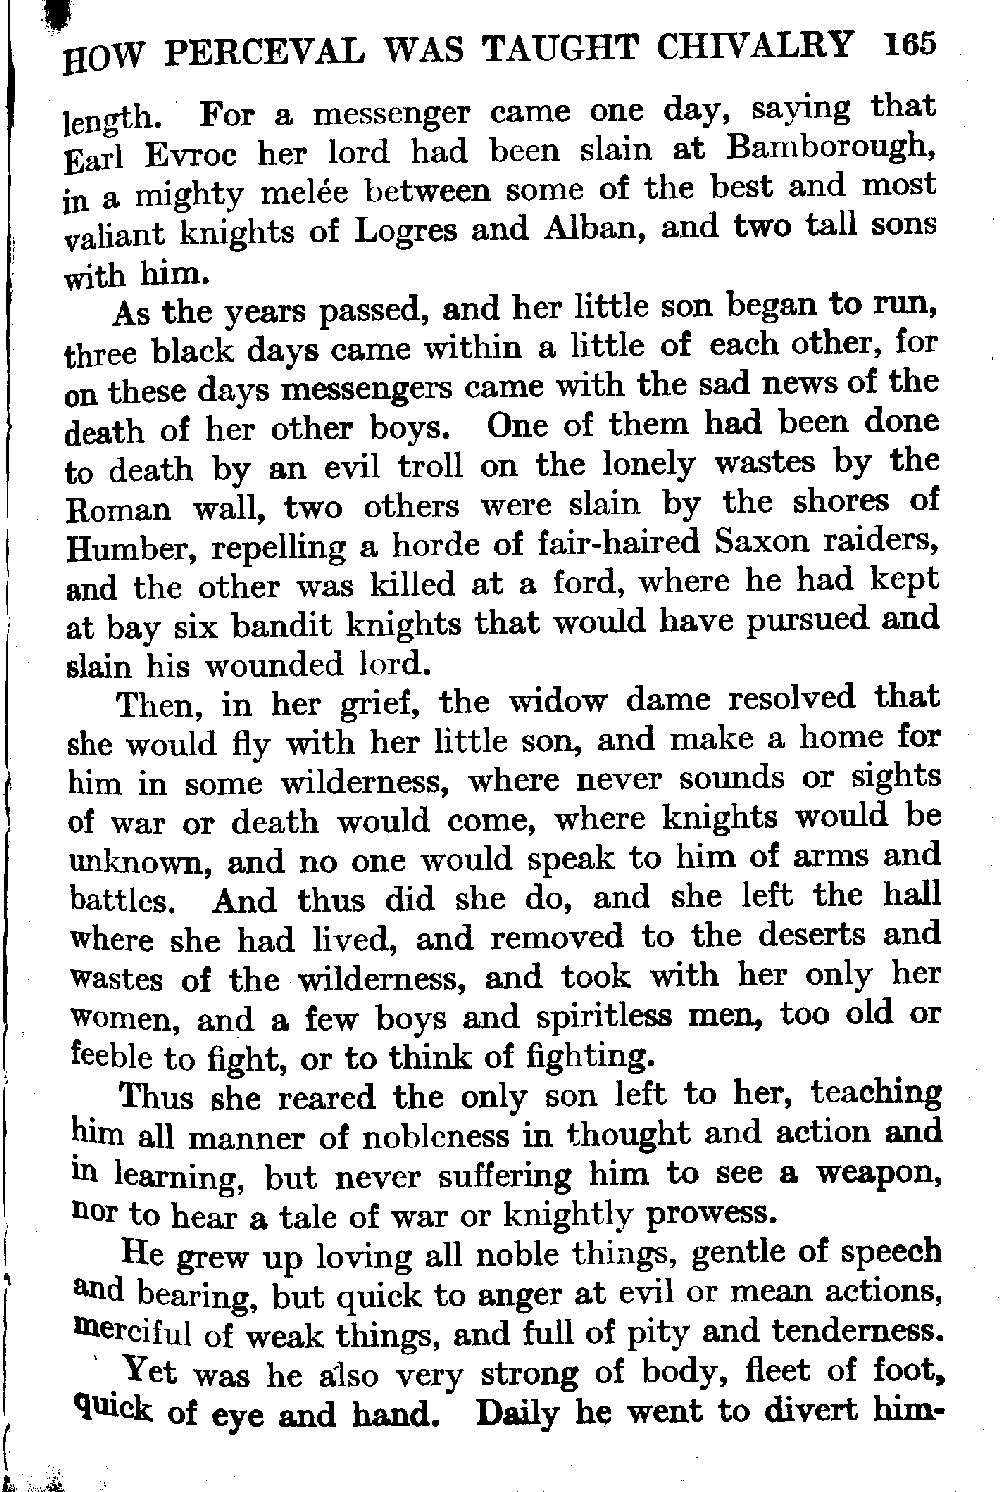 HOW PERCEVAL WAS TAUGHT CHIVALRY 165
length. For a messenger came one day, saying that
Earl Evroc her lord had been slain at Bamborough,
in a mighty melée between some of the best and most
valiant knights of Logres and Alban, and two tall sons
with him.
As the years passed, and her little son began to run,
three black days came within a little of each other, for
on these days messengers came with the sad news of the
death of her other boys. One of them had been done
to death by an evil troll on the lonely wastes by the
Roman wall, two others were slain by the shores of
Humber, repelling a horde of fair-haired Saxon raiders,
and the other was killed at a ford, where he had kept
at bay six bandit knights that would have pursued and
slain his wounded lord.
Then, in her grief, the widow dame resolved that
she would fly with her little son, and make a home for
him in some wilderness, where never sounds or sights
of war or death would come, where knights would be
unknown, and no one would speak to him of arms and
battles. And thus did she do, and she left the hall
where she had lived, and removed to the deserts and
wastes of the wilderness, and took with her only her
women, and a few boys and spiritless men, too old or
feeble to fight, or to think of fighting.
Thus she reared the only son left to her, teaching
him all manner of nobleness in thought and action and
in learning, but never suffering him to see a weapon,
nor to hear a tale of war or knightly prowess.
He grew up loving all noble things, gentle of speech
and bearing, but quick to anger at evil or mean actions,
merciful of weak things, and full of pity and tenderness.
Yet was he also very strong of body, fleet of foot,
quick of eye and hand. Daily he went to divert him-